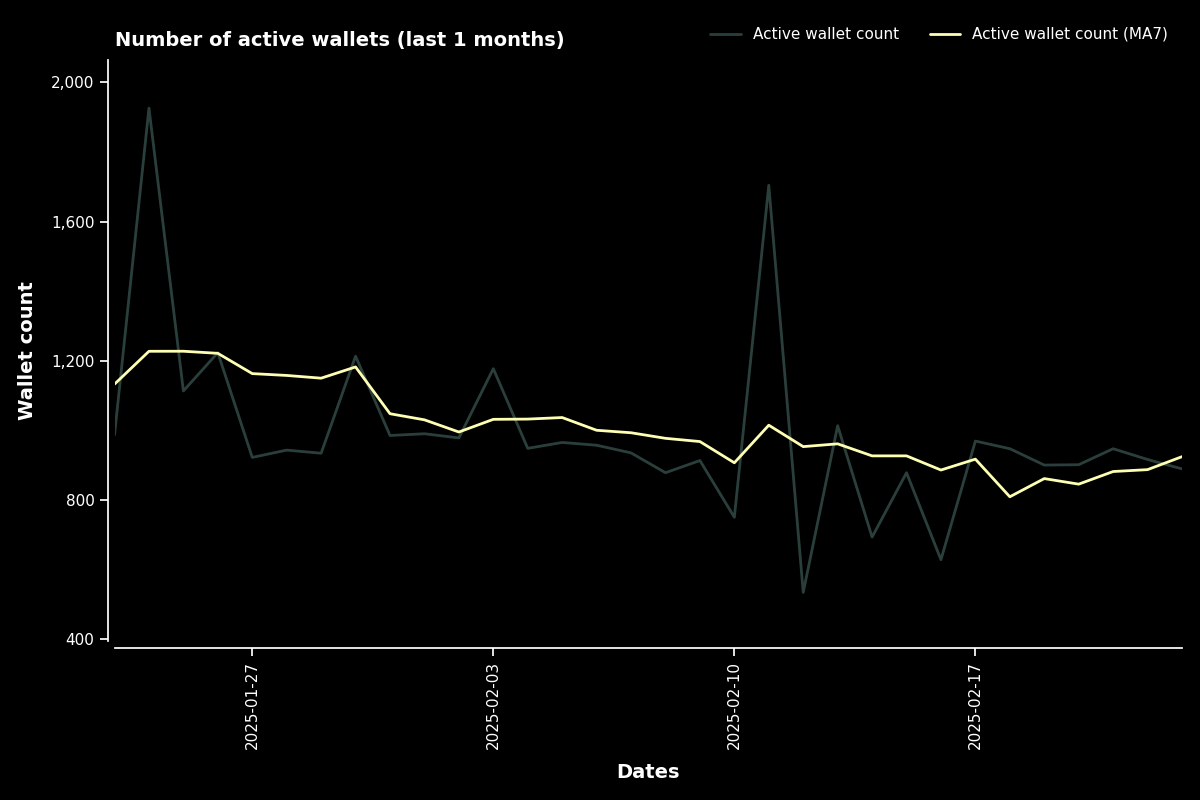 Number of active wallets (last 1 months)
Active wallet count
Active wallet count (MA7)
2,000
1,600
1,200
800
400
Wallet count
2025-01-27
2025-02-03
2025-02-10
2025-02-17
Dates